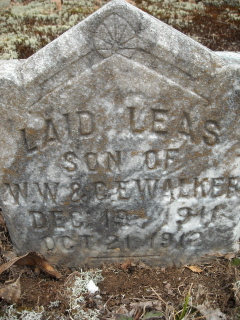 LAID LEAS
SON OF
W.W. & G.E. WALKER
DEC. 19, 1911
OCT. 21, 1912